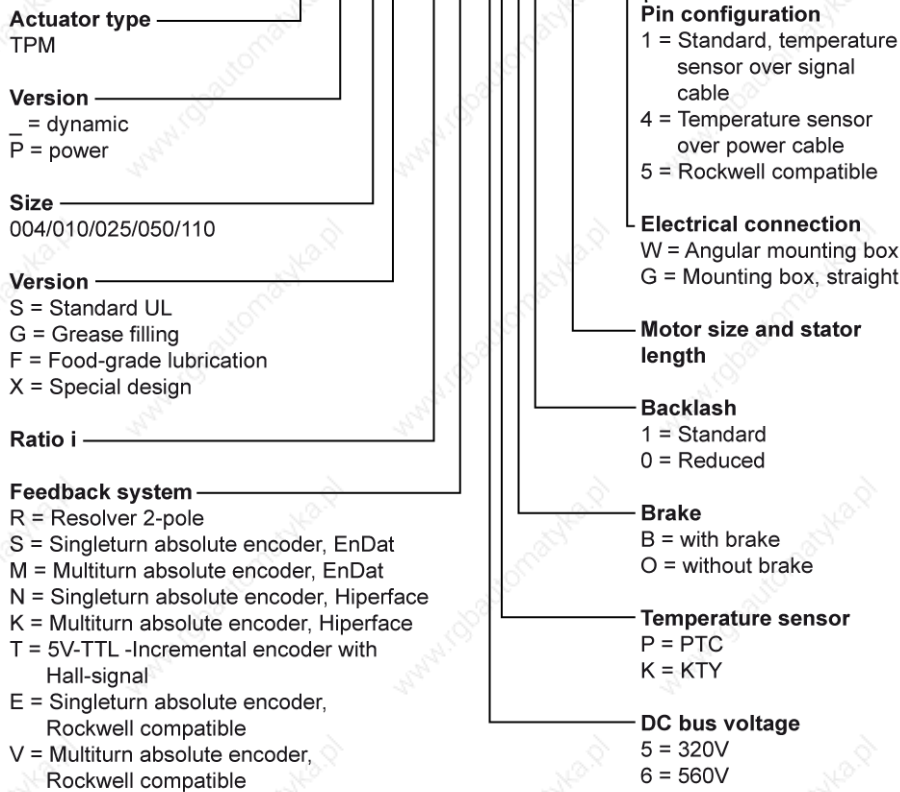 Actuator type
TPM
Version
_ = dynamic
P = power
Size
004/010/025/050/110
Version
S = Standard UL
G = Grease filling
F = Food-grade lubrication
X = Special design
Ratio i
Feedback system
R = Resolver 2-pole
S = Singleturn absolute encoder, EnDat
M = Multiturn absolute encoder, EnDat
N = Singleturn absolute encoder, Hiperface
K = Multiturn absolute encoder, Hiperface
T = 5V-TTL -Incremental encoder with
Hall-signal
E = Singleturn absolute encoder,
Rockwell compatible
V = Multiturn absolute encoder,
Rockwell compatible
Pin configuration
1 = Standard, temperature
sensor over signal
cable
4 = Temperature sensor
over power cable
5 = Rockwell compatible
Electrical connection
W = Angular mounting box
G = Mounting box, straight
Motor size and stator
length
Backlash
1 = Standard
0 = Reduced
Brake
B = with brake
O = without brake
Temperature sensor
P = PTC
K = KTY
DC bus voltage
5 = 320V
6 = 560V
www.rgbautomatyka.pl